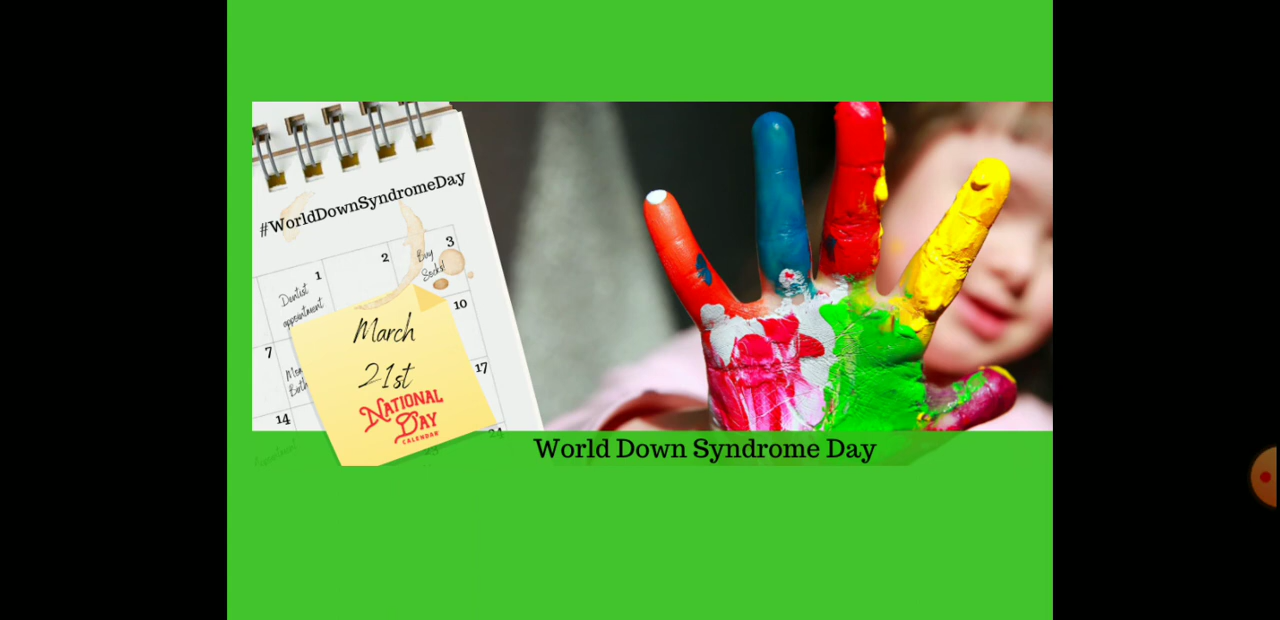 #WorldDownSyndromeDay
1
2
3
Dentist
appointment
Buy
Socks!
7
10
14
17
March
21st
NATIONAL
DAY
CALENDAR
24
World Down Syndrome Day